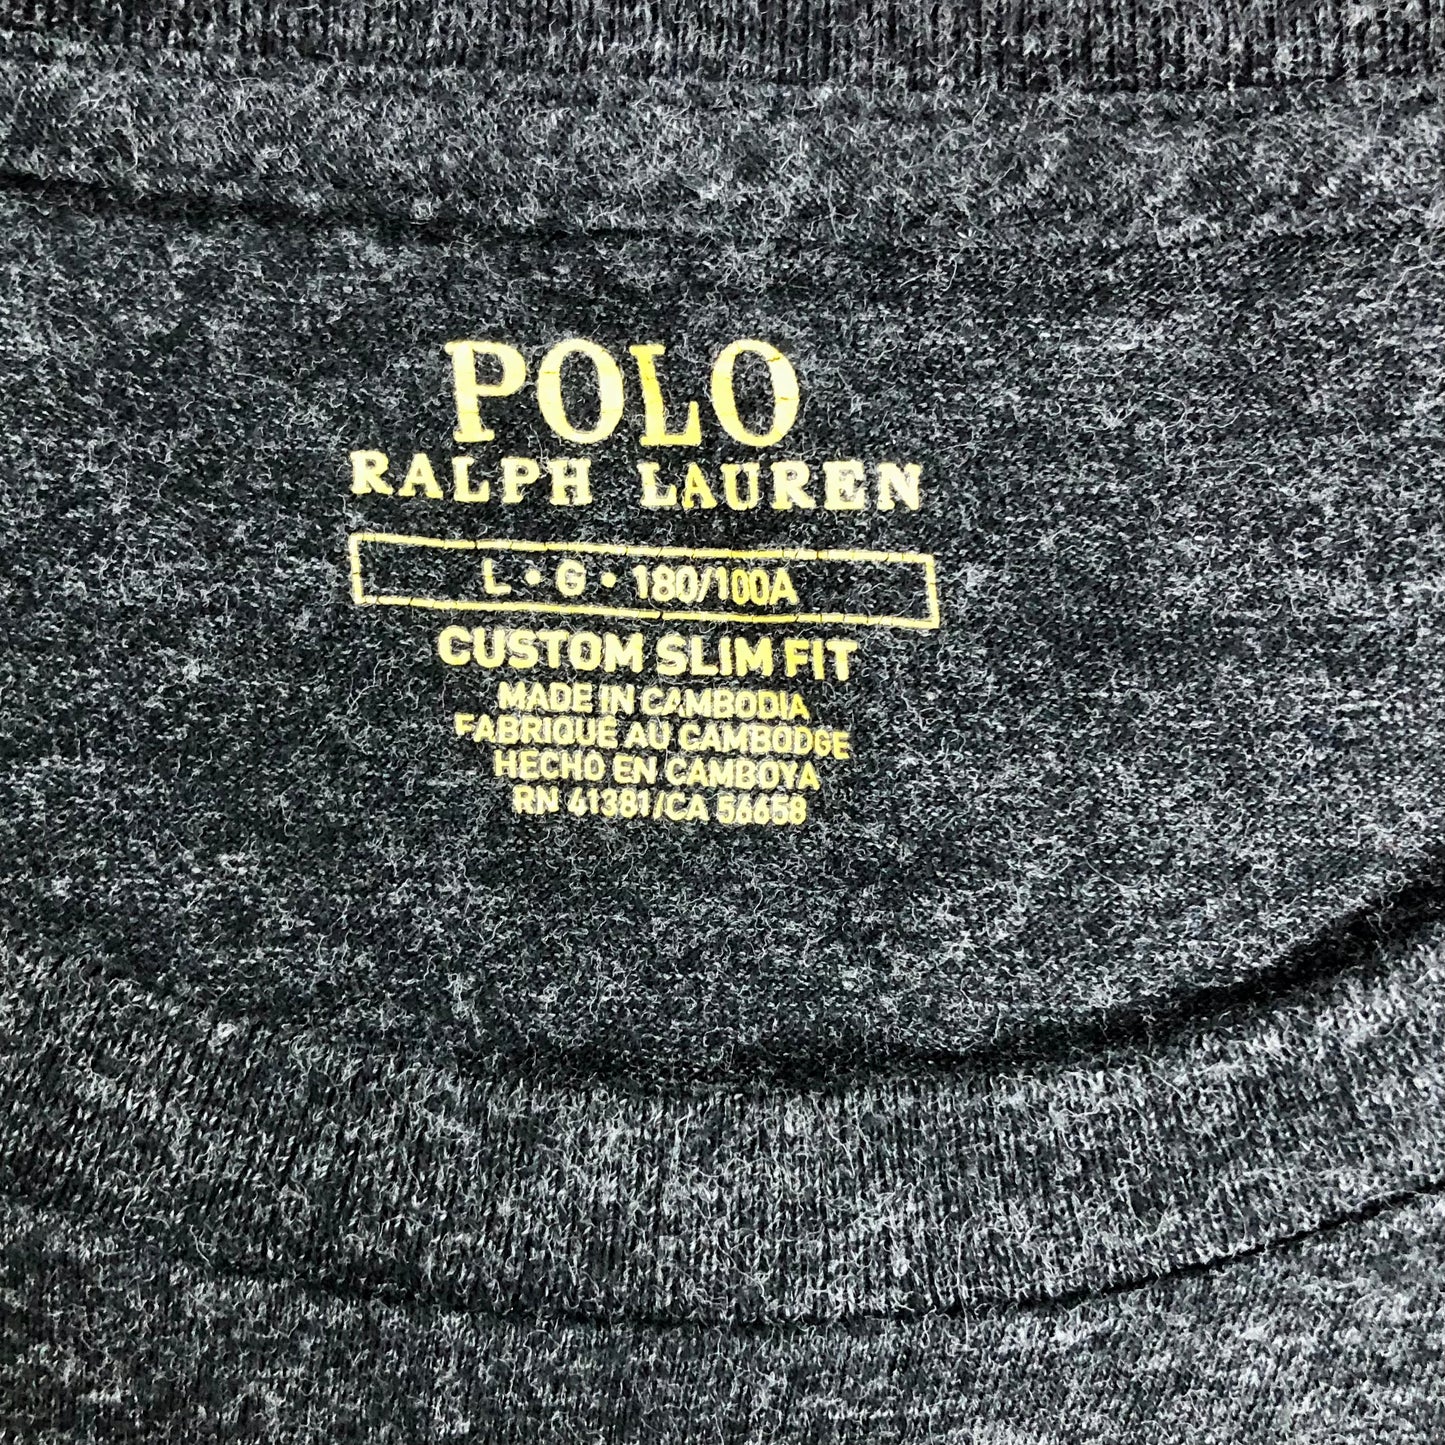 POLO
RALPH LAUREN
L • G • 180/100A
CUSTOM SLIM FIT
MADE IN CAMBODIA
FABRIQUÉ AU CAMBODGE
HECHO EN CAMBOYA
RN 41381/CA 56658